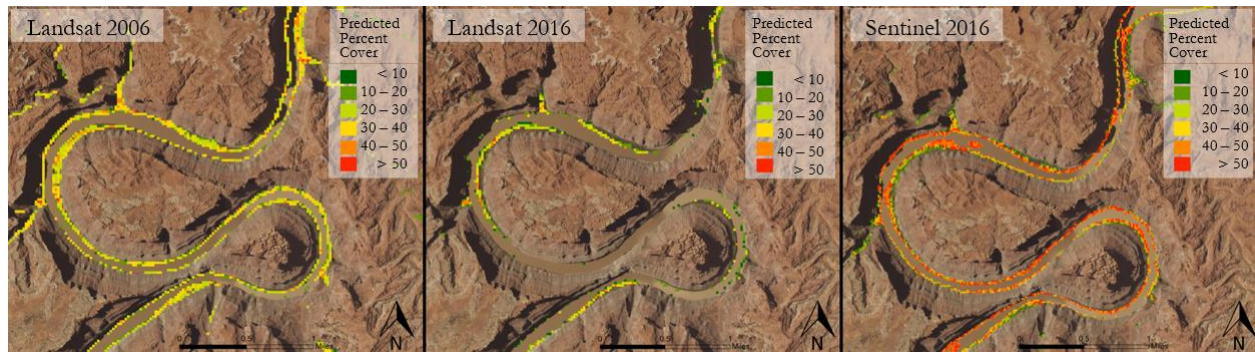 Landsat 2006
Predicted
Percent
Cover
< 10
10 – 20
20 – 30
30 – 40
40 – 50
> 50
N
Landsat 2016
Predicted
Percent
Cover
< 10
10 – 20
20 – 30
30 – 40
40 – 50
> 50
N
Sentinel 2016
Predicted
Percent
Cover
< 10
10 – 20
20 – 30
30 – 40
40 – 50
> 50
N